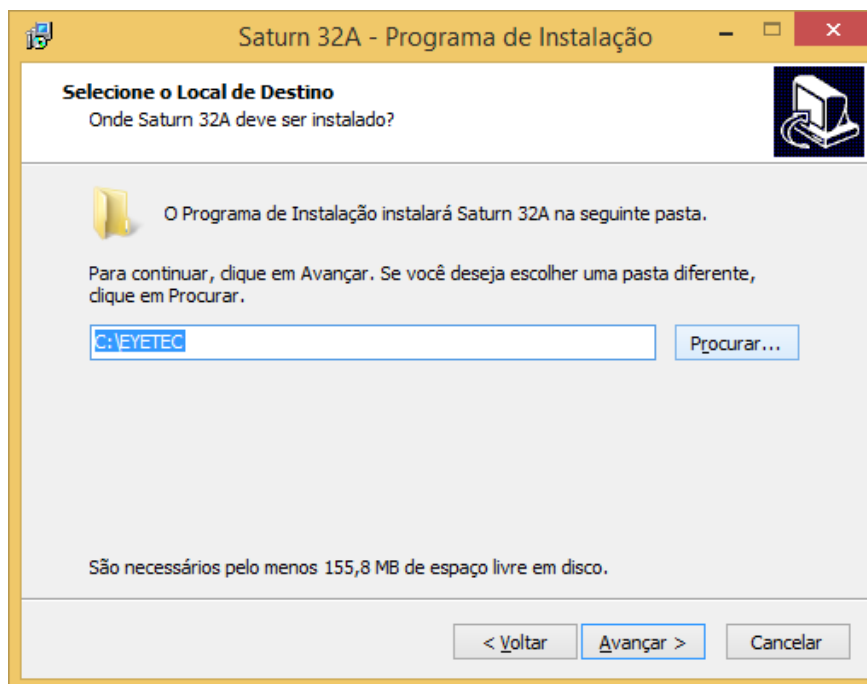 Saturn 32A - Programa de Instalação
Selecione o Local de Destino
Onde Saturn 32A deve ser instalado?
O Programa de Instalação instalará Saturn 32A na seguinte pasta.
Para continuar, clique em Avançar. Se você deseja escolher uma pasta diferente,
clique em Procurar.
C:\EYETEC
Procurar...
São necessários pelo menos 155,8 MB de espaço livre em disco.
< Voltar
Avançar >
Cancelar